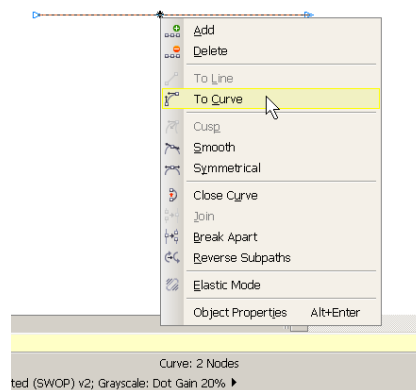 Add
Delete
To Line
To Curve
Cusp
Smooth
Symmetrical
Close Curve
Join
Break Apart
Reverse Subpaths
Elastic Mode
Object Properties Alt+Enter
Curve: 2 Nodes
ted (SWOP) v2; Grayscale: Dot Gain 20%